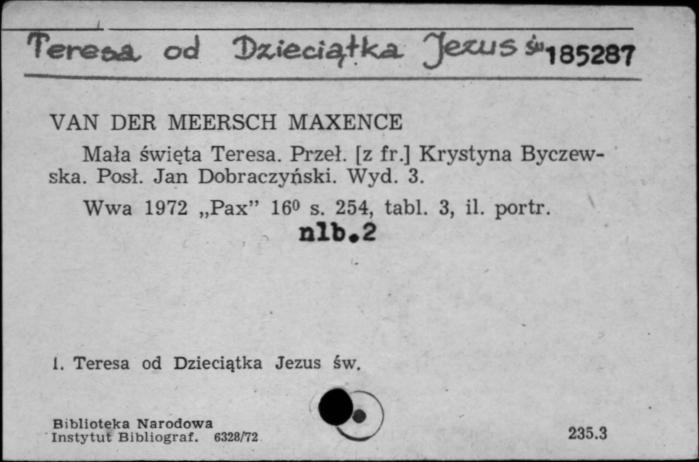 Teresa od Dzieciątka Jezus św. 185287
VAN DER MEERSCH MAXENCE
Mała święta Teresa. Przeł. [z fr.] Krystyna Byczew-
ska. Posł. Jan Dobraczyński. Wyd. 3.
Wwa 1972 „Pax” 16⁰ s. 254, tabl. 3, il. portr.
nlb.2
1. Teresa od Dzieciątka Jezus św.
Biblioteka Narodowa
Instytut Bibliograf. 6328/72
235.3